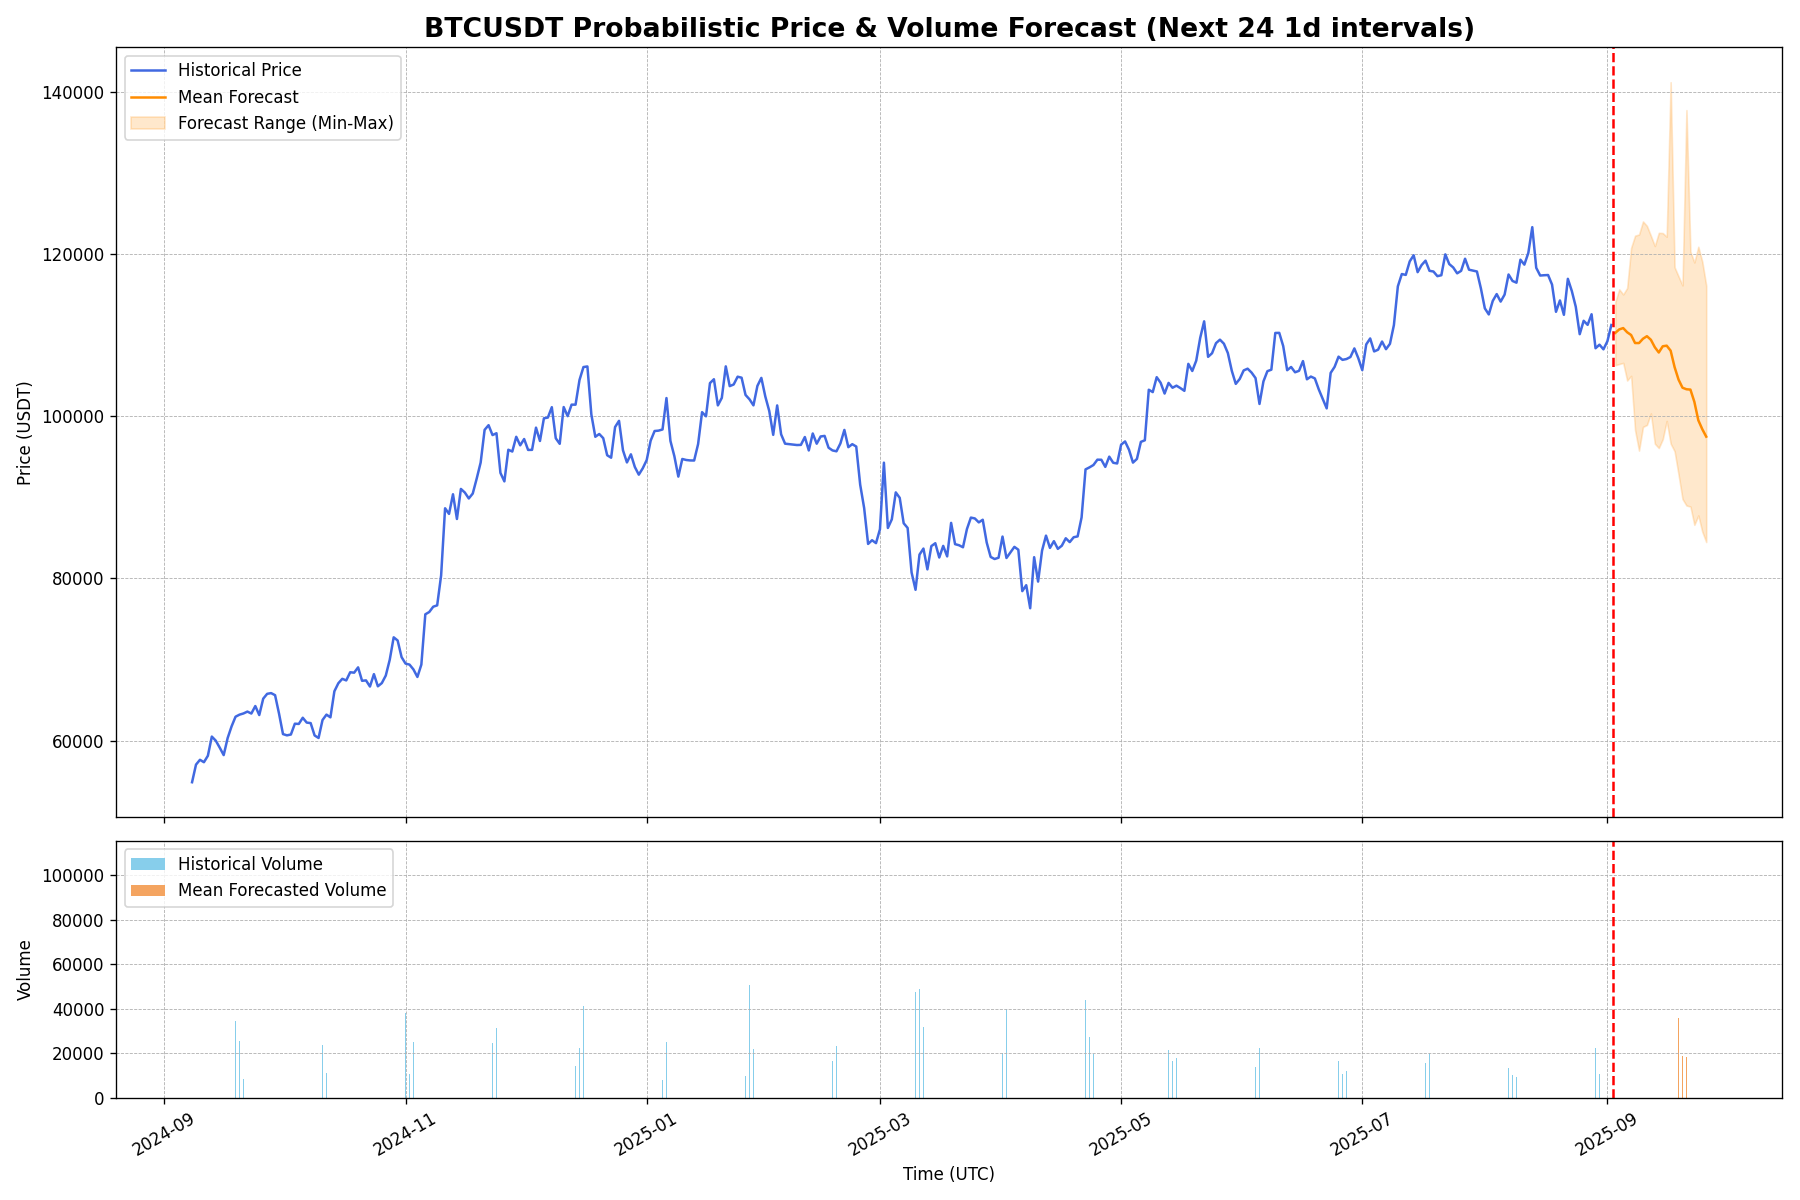 BTCUSDT Probabilistic Price & Volume Forecast (Next 24 1d intervals)
Historical Price
Mean Forecast
Forecast Range (Min-Max)
Price (USDT)
140000
120000
100000
80000
60000
Historical Volume
Mean Forecasted Volume
Volume
100000
80000
60000
40000
20000
0
2024-09
2024-11
2025-01
2025-03
2025-05
2025-07
2025-09
Time (UTC)